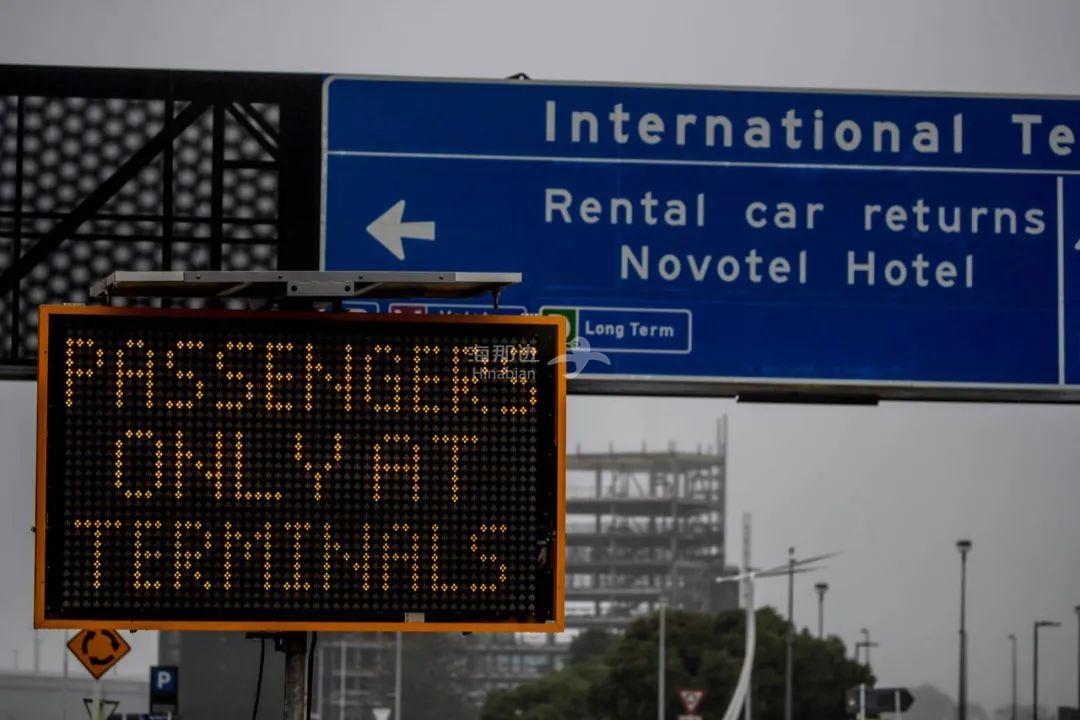 International Te
Rental car returns
Novotel Hotel
Long Term
PASSENGERS
ONLY AT
TERMINALS
海那边
Hinabian
P